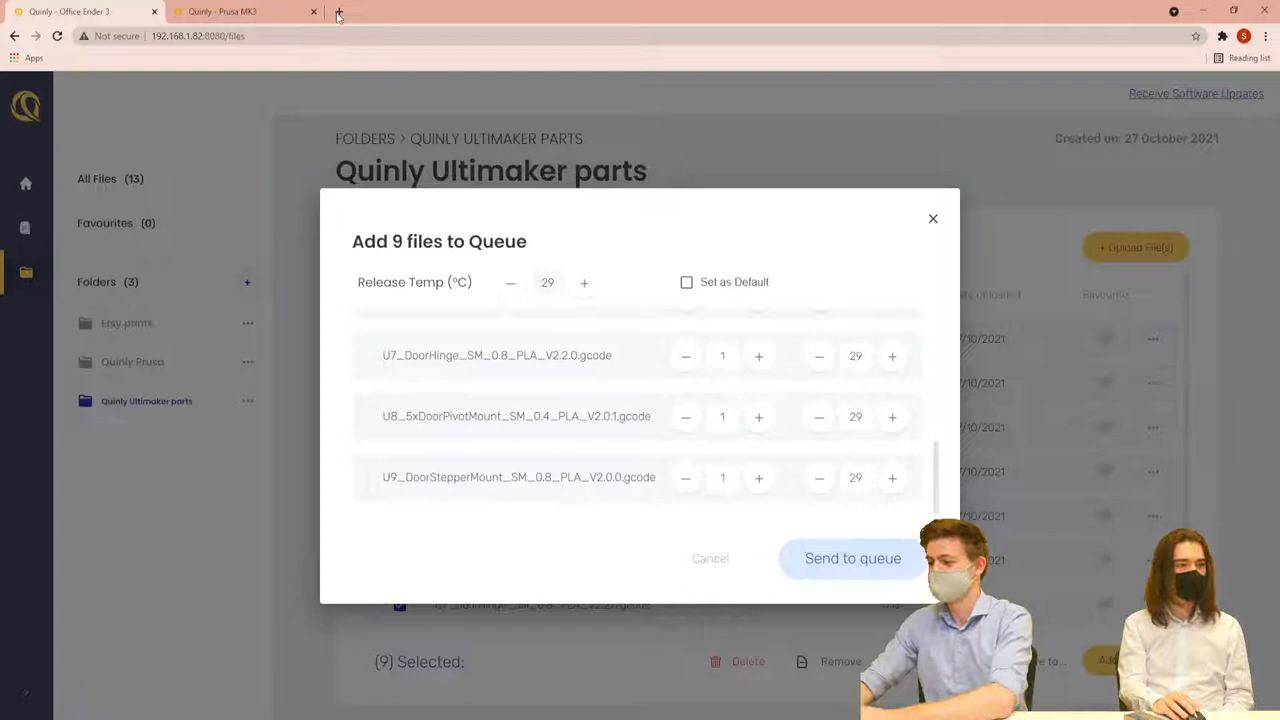 Quinly - Office Ender 3
Quinly - Prusa MK3
Not secure
192.168.1.82:8080/files
S
Apps
Reading list
Receive Software Updates
FOLDERS > QUINLY ULTIMAKER PARTS
Created on: 27 October 2021
Quinly Ultimaker parts
All Files (13)
Favourites (0)
Folders (3) +
Etsy prints
Quinly Prusa
Quinly Ultimaker parts
+ Upload File(s)
Favourite
Add 9 files to Queue
Release Temp (ºC) − 29 + Set as Default
U7_DoorHinge_SM_0.8_PLA_V2.2.0.gcode − 1 + − 29 +
U8_5xDoorPivotMount_SM_0.4_PLA_V2.0.1.gcode − 1 + − 29 +
U9_DoorStepperMount_SM_0.8_PLA_V2.0.0.gcode − 1 + − 29 +
Cancel
Send to queue
(9) Selected:
Delete
Remove